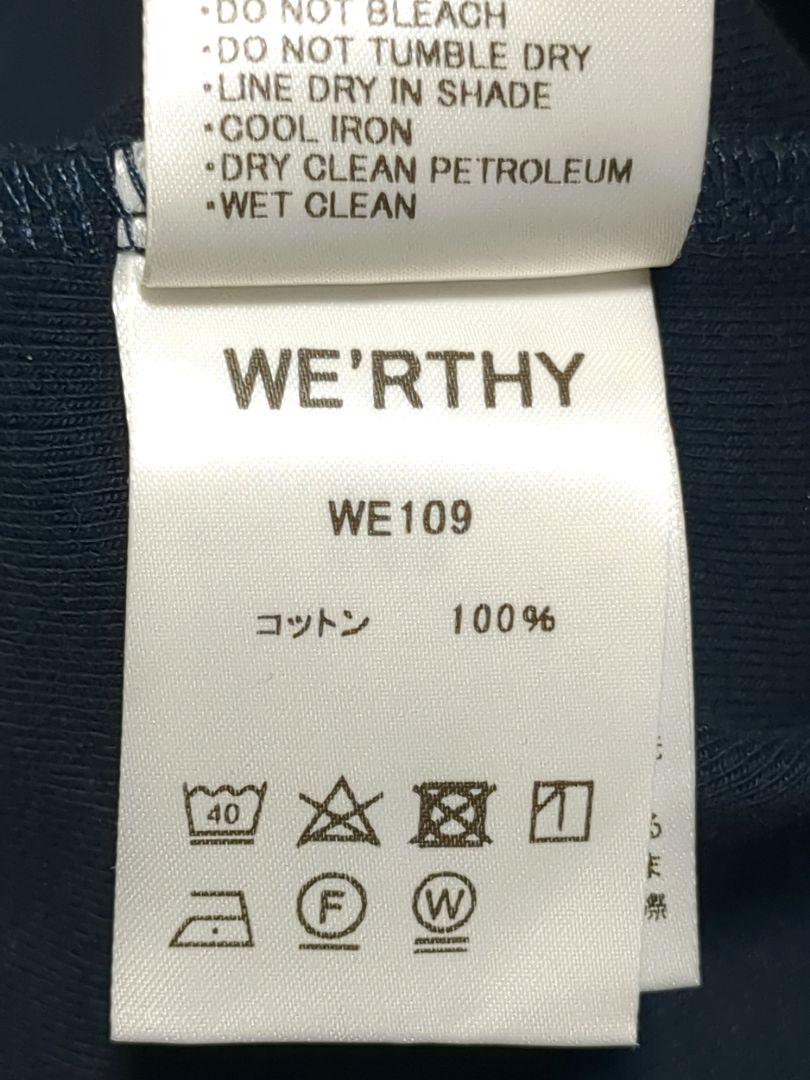 ·DO NOT BLEACH
·DO NOT TUMBLE DRY
·LINE DRY IN SHADE
·COOL IRON
·DRY CLEAN PETROLEUM
·WET CLEAN
WE'RTHY
WE109
コットン 100%
40
F W